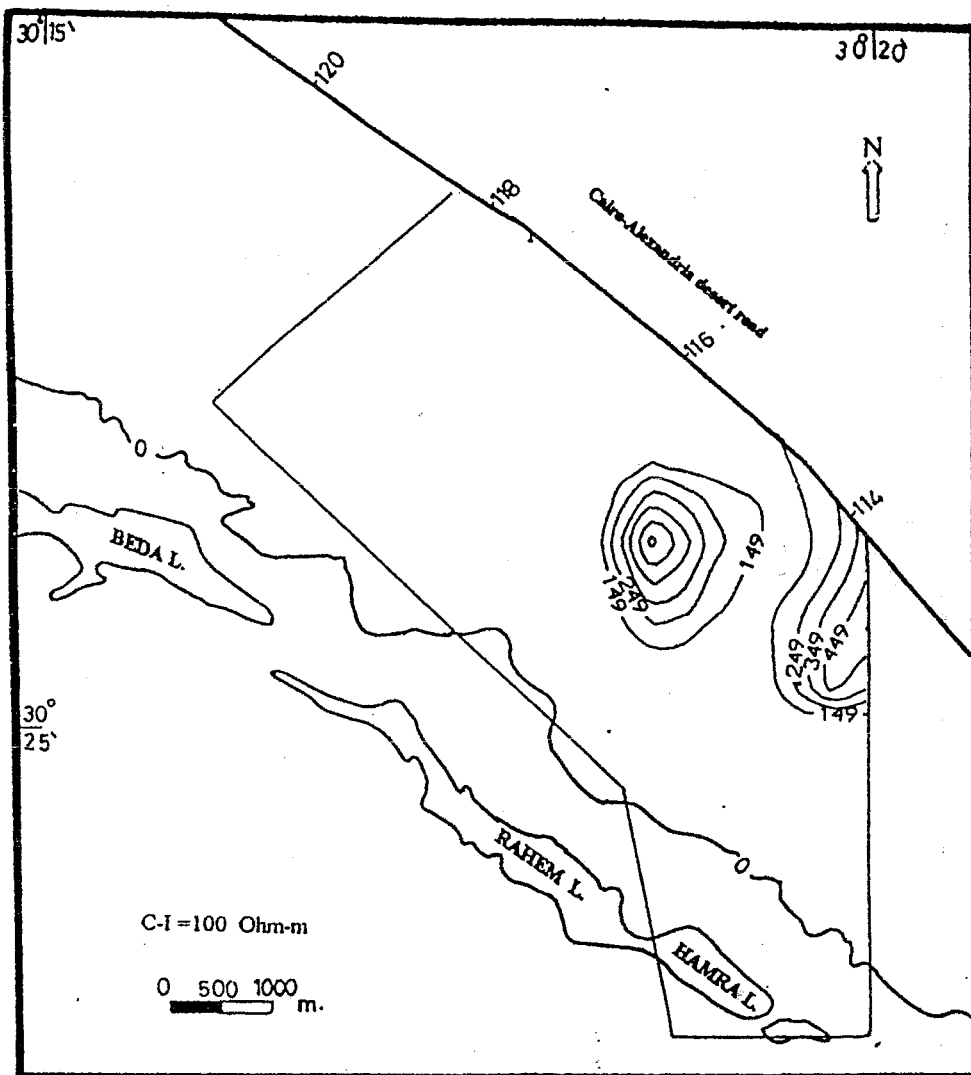 30°15'
30°20'
120
N
118
Cairo-Alexandria desert road
116
0
114
149
BEDA L.
249
149
249
349
449
149
30°
25'
RAHEM L.
0
C-I =100 Ohm-m
HAMRA L.
0 500 1000
m.